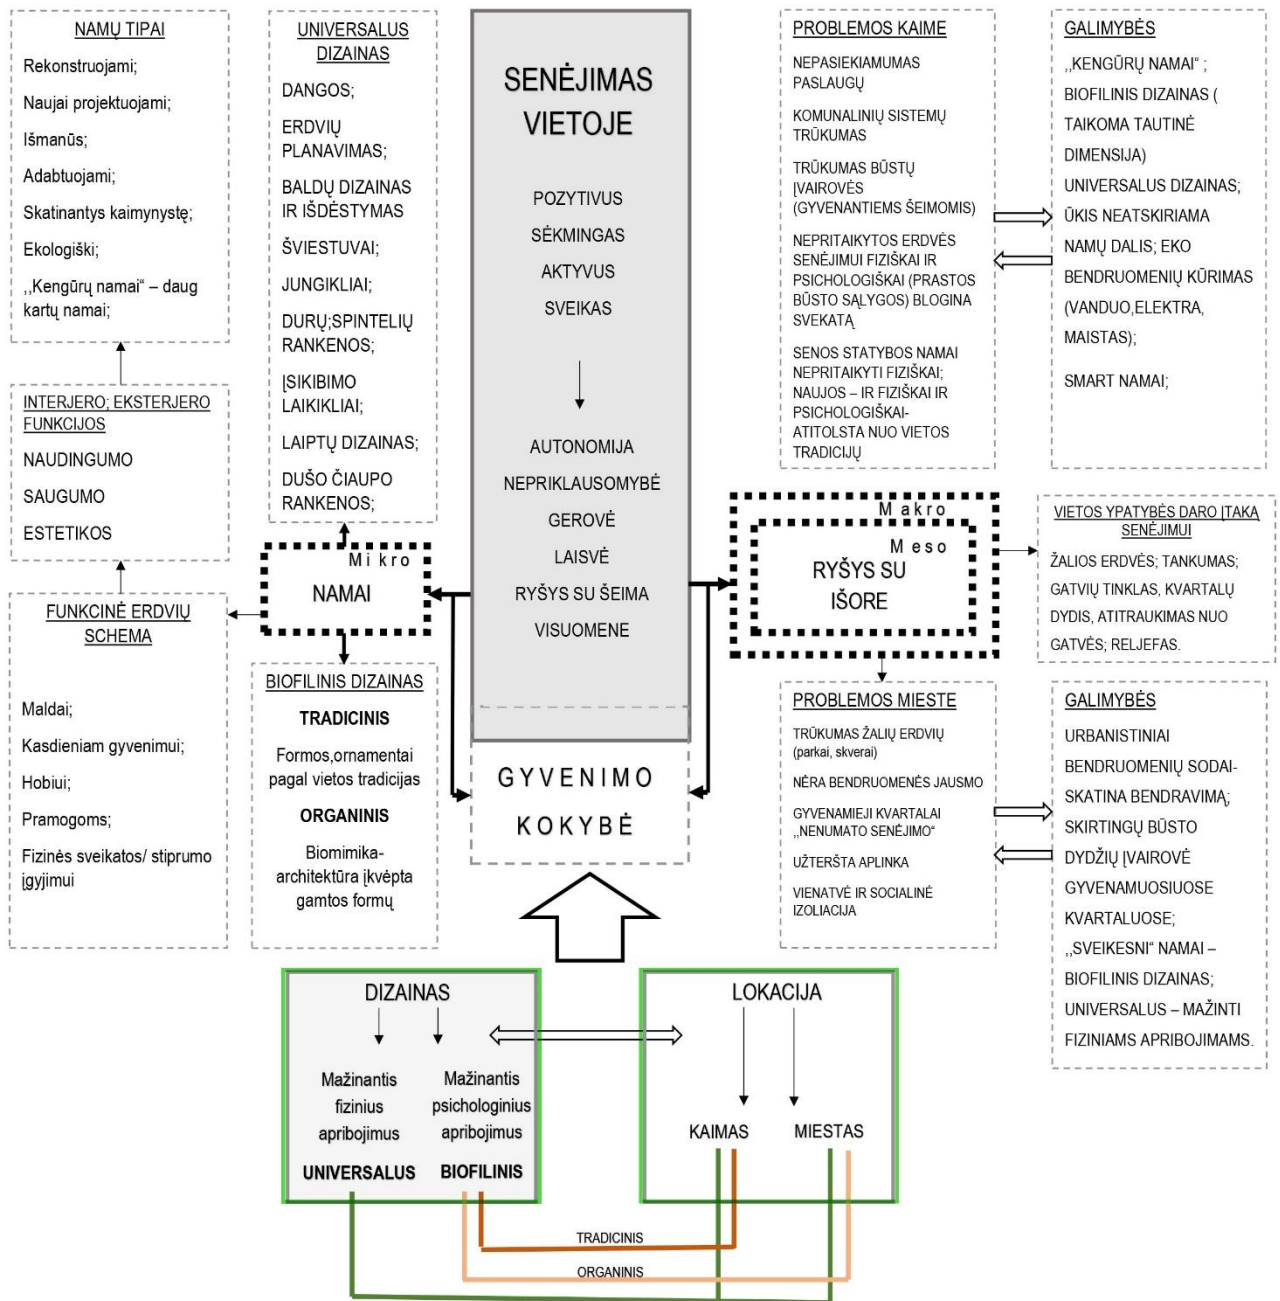 NAMŲ TIPAI
Rekonstruojami;
Naujai projektuojami;
Išmanūs;
Adabtuojami;
Skatinantys kaimynystę;
Ekologiški;
,,Kengūrų namai“ – daug
kartų namai;
INTERJERO; EKSTERJERO
FUNKCIJOS
NAUDINGUMO
SAUGUMO
ESTETIKOS
FUNKCINĖ ERDVIŲ
SCHEMA
Maldai;
Kasdieniam gyvenimui;
Hobiui;
Pramogoms;
Fizinės sveikatos/ stiprumo
įgyjimui
UNIVERSALUS
DIZAINAS
DANGOS;
ERDVIŲ
PLANAVIMAS;
BALDŲ DIZAINAS
IR IŠDĖSTYMAS
ŠVIESTUVAI;
JUNGIKLIAI;
DURŲ;SPINTELIŲ
RANKENOS;
ĮSIKIBIMO
LAIKIKLIAI;
LAIPTŲ DIZAINAS;
DUŠO ČIAUPO
RANKENOS;
Mikro
NAMAI
BIOFILINIS DIZAINAS
TRADICINIS
Formos,ornamentai
pagal vietos tradicijas
ORGANINIS
Biomimika-
architektūra įkvėpta
gamtos formų
SENĖJIMAS
VIETOJE
POZYTIVUS
SĖKMINGAS
AKTYVUS
SVEIKAS
AUTONOMIJA
NEPRIKLAUSOMYBĖ
GEROVĖ
LAISVĖ
RYŠYS SU ŠEIMA
VISUOMENE
GYVENIMO
KOKYBĖ
PROBLEMOS KAIME
NEPASIEKIAMUMAS
PASLAUGŲ
KOMUNALINIŲ SISTEMŲ
TRŪKUMAS
TRŪKUMAS BŪSTŲ
ĮVAIROVĖS
(GYVENANTIEMS ŠEIMOMIS)
NEPRITAIKYTOS ERDVĖS
SENĖJIMUI FIZIŠKAI IR
PSICHOLOGIŠKAI (PRASTOS
BŪSTO SĄLYGOS) BLOGINA
SVEKATĄ
SENOS STATYBOS NAMAI
NEPRITAIKYTI FIZIŠKAI;
NAUJOS – IR FIZIŠKAI IR
PSICHOLOGIŠKAI-
ATITOLSTA NUO VIETOS
TRADICIJŲ
GALIMYBĖS
,,KENGŪRŲ NAMAI“ ;
BIOFILINIS DIZAINAS (
TAIKOMA TAUTINĖ
DIMENSIJA)
UNIVERSALUS DIZAINAS;
ŪKIS NEATSKIRIAMA
NAMŲ DALIS; EKO
BENDRUOMENIŲ KŪRIMAS
(VANDUO,ELEKTRA,
MAISTAS);
SMART NAMAI;
Makro
Meso
RYŠYS SU
IŠORE
VIETOS YPATYBĖS DARO ĮTAKĄ
SENĖJIMUI
ŽALIOS ERDVĖS; TANKUMAS;
GATVIŲ TINKLAS, KVARTALŲ
DYDIS, ATITRAUKIMAS NUO
GATVĖS; RELJEFAS.
PROBLEMOS MIESTE
TRŪKUMAS ŽALIŲ ERDVIŲ
(parkai, skverai)
NĖRA BENDRUOMENĖS JAUSMO
GYVENAMIEJI KVARTALAI
,,NENUMATO SENĖJIMO“
UŽTERŠTA APLINKA
VIENATVĖ IR SOCIALINĖ
IZOLIACIJA
GALIMYBĖS
URBANISTINIAI
BENDRUOMENIŲ SODAI-
SKATINA BENDRAVIMĄ;
SKIRTINGŲ BŪSTO
DYDŽIŲ ĮVAIROVĖ
GYVENAMUOSIUOSE
KVARTALUOSE;
,,SVEIKESNI“ NAMAI –
BIOFILINIS DIZAINAS;
UNIVERSALUS – MAŽINTI
FIZINIAMS APRIBOJIMAMS.
DIZAINAS
Mažinantis
fizinius
apribojimus
UNIVERSALUS
Mažinantis
psichologinius
apribojimus
BIOFILINIS
LOKACIJA
KAIMAS
MIESTAS
TRADICINIS
ORGANINIS